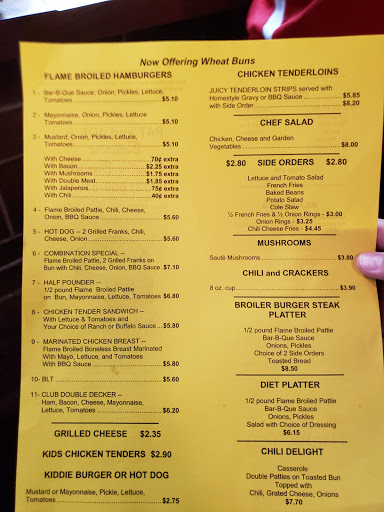 Now Offering Wheat Buns
FLAME BROILED HAMBURGERS
1 - Bar-B-Que Sauce, Onion, Pickles, Lettuce,
Tomatoes $5.10
2 - Mayonnaise, Onion, Pickles, Lettuce
Tomatoes $5.10
3 - Mustard, Onion, Pickles, Lettuce,
Tomatoes $5.10
With Cheese 70¢ extra
With Bacon $2.25 extra
With Mushrooms $1.75 extra
With Double Meat $1.85 extra
With Jalapenos 75¢ extra
With Chili 40¢ extra
4 - Flame Broiled Pattie, Chili, Cheese,
Onion, BBQ Sauce $5.60
5 - HOT DOG -- 2 Grilled Franks, Chili,
Cheese, Onion $5.60
6 - COMBINATION SPECIAL --
Flame Broiled Pattie, 2 Grilled Franks on
Bun with Chili, Cheese, Onion, BBQ Sauce. $7.10
7 - HALF POUNDER --
1/2 pound Flame Broiled Pattie
on Bun, Mayonnaise, Lettuce, Tomatoes $6.80
8 - CHICKEN TENDER SANDWICH --
With Lettuce & Tomatoes and
Your Choice of Ranch or Buffalo Sauce $5.80
9 - MARINATED CHICKEN BREAST --
Flame Broiled Boneless Breast Marinated
With Mayo, Lettuce, and Tomatoes
With BBQ Sauce $5.80
10- BLT $5.60
11- CLUB DOUBLE DECKER --
Ham, Bacon, Cheese, Mayonnaise,
Lettuce, Tomatoes $6.20
GRILLED CHEESE $2.35
KIDS CHICKEN TENDERS $2.90
KIDDIE BURGER OR HOT DOG
Mustard or Mayonnaise, Pickle, Lettuce,
Tomatoes $2.75
CHICKEN TENDERLOINS
JUICY TENDERLOIN STRIPS served with
Homestyle Gravy or BBQ Sauce $5.85
with Side Order $8.20
CHEF SALAD
Chicken, Cheese and Garden
Vegetables $8.00
$2.80 SIDE ORDERS $2.80
Lettuce and Tomato Salad
French Fries
Baked Beans
Potato Salad
Cole Slaw
½ French Fries & ½ Onion Rings - $3.00
Onion Rings - $3.25
Chili Cheese Fries - $4.45
MUSHROOMS
Sauté Mushrooms $3.80
CHILI and CRACKERS
8 oz. cup $3.90
BROILER BURGER STEAK
PLATTER
1/2 pound Flame Broiled Pattie
Bar-B-Que Sauce
Onions, Pickles
Choice of 2 Side Orders
Toasted Bread
$8.50
DIET PLATTER
1/2 pound Flame Broiled Pattie
Bar-B-Que Sauce
Onions, Pickles
Salad with Choice of Dressing
$6.15
CHILI DELIGHT
Casserole
Double Patties on Toasted Bun
Topped with
Chili, Grated Cheese, Onions
$7.70